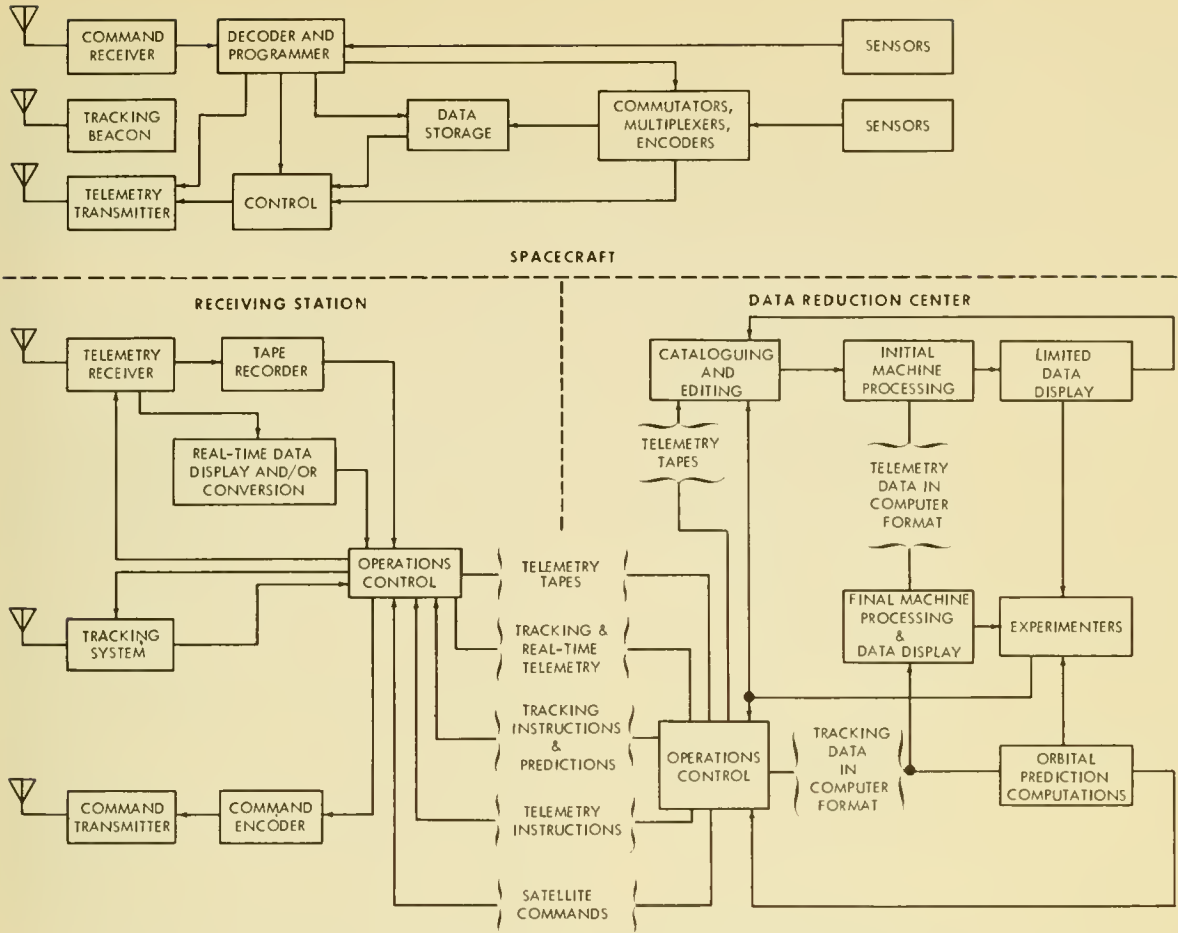 COMMAND
RECEIVER
DECODER AND
PROGRAMMER
SENSORS
TRACKING
BEACON
DATA
STORAGE
COMMUTATORS,
MULTIPLEXERS,
ENCODERS
SENSORS
TELEMETRY
TRANSMITTER
CONTROL
SPACECRAFT
RECEIVING STATION
TELEMETRY
RECEIVER
TAPE
RECORDER
REAL-TIME DATA
DISPLAY AND/OR
CONVERSION
OPERATIONS
CONTROL
TRACKING
SYSTEM
COMMAND
TRANSMITTER
COMMAND
ENCODER
TELEMETRY
TAPES
TRACKING &
REAL-TIME
TELEMETRY
TRACKING
INSTRUCTIONS
&
PREDICTIONS
TELEMETRY
INSTRUCTIONS
SATELLITE
COMMANDS
DATA REDUCTION CENTER
CATALOGUING
AND
EDITING
INITIAL
MACHINE
PROCESSING
LIMITED
DATA
DISPLAY
TELEMETRY
TAPES
TELEMETRY
DATA IN
COMPUTER
FORMAT
FINAL MACHINE
PROCESSING
&
DATA DISPLAY
EXPERIMENTERS
OPERATIONS
CONTROL
TRACKING
DATA
IN
COMPUTER
FORMAT
ORBITAL
PREDICTION
COMPUTATIONS